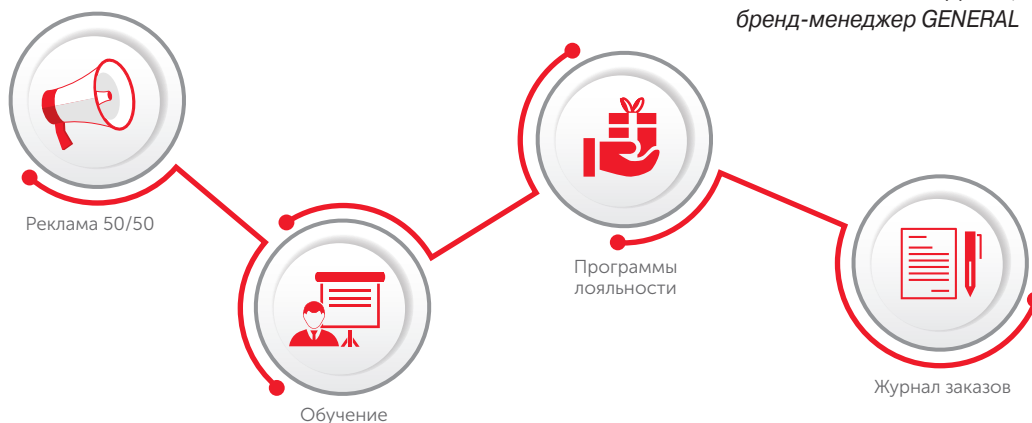 бренд-менеджер GENERAL
Реклама 50/50
Программы
лояльности
Журнал заказов
Обучение